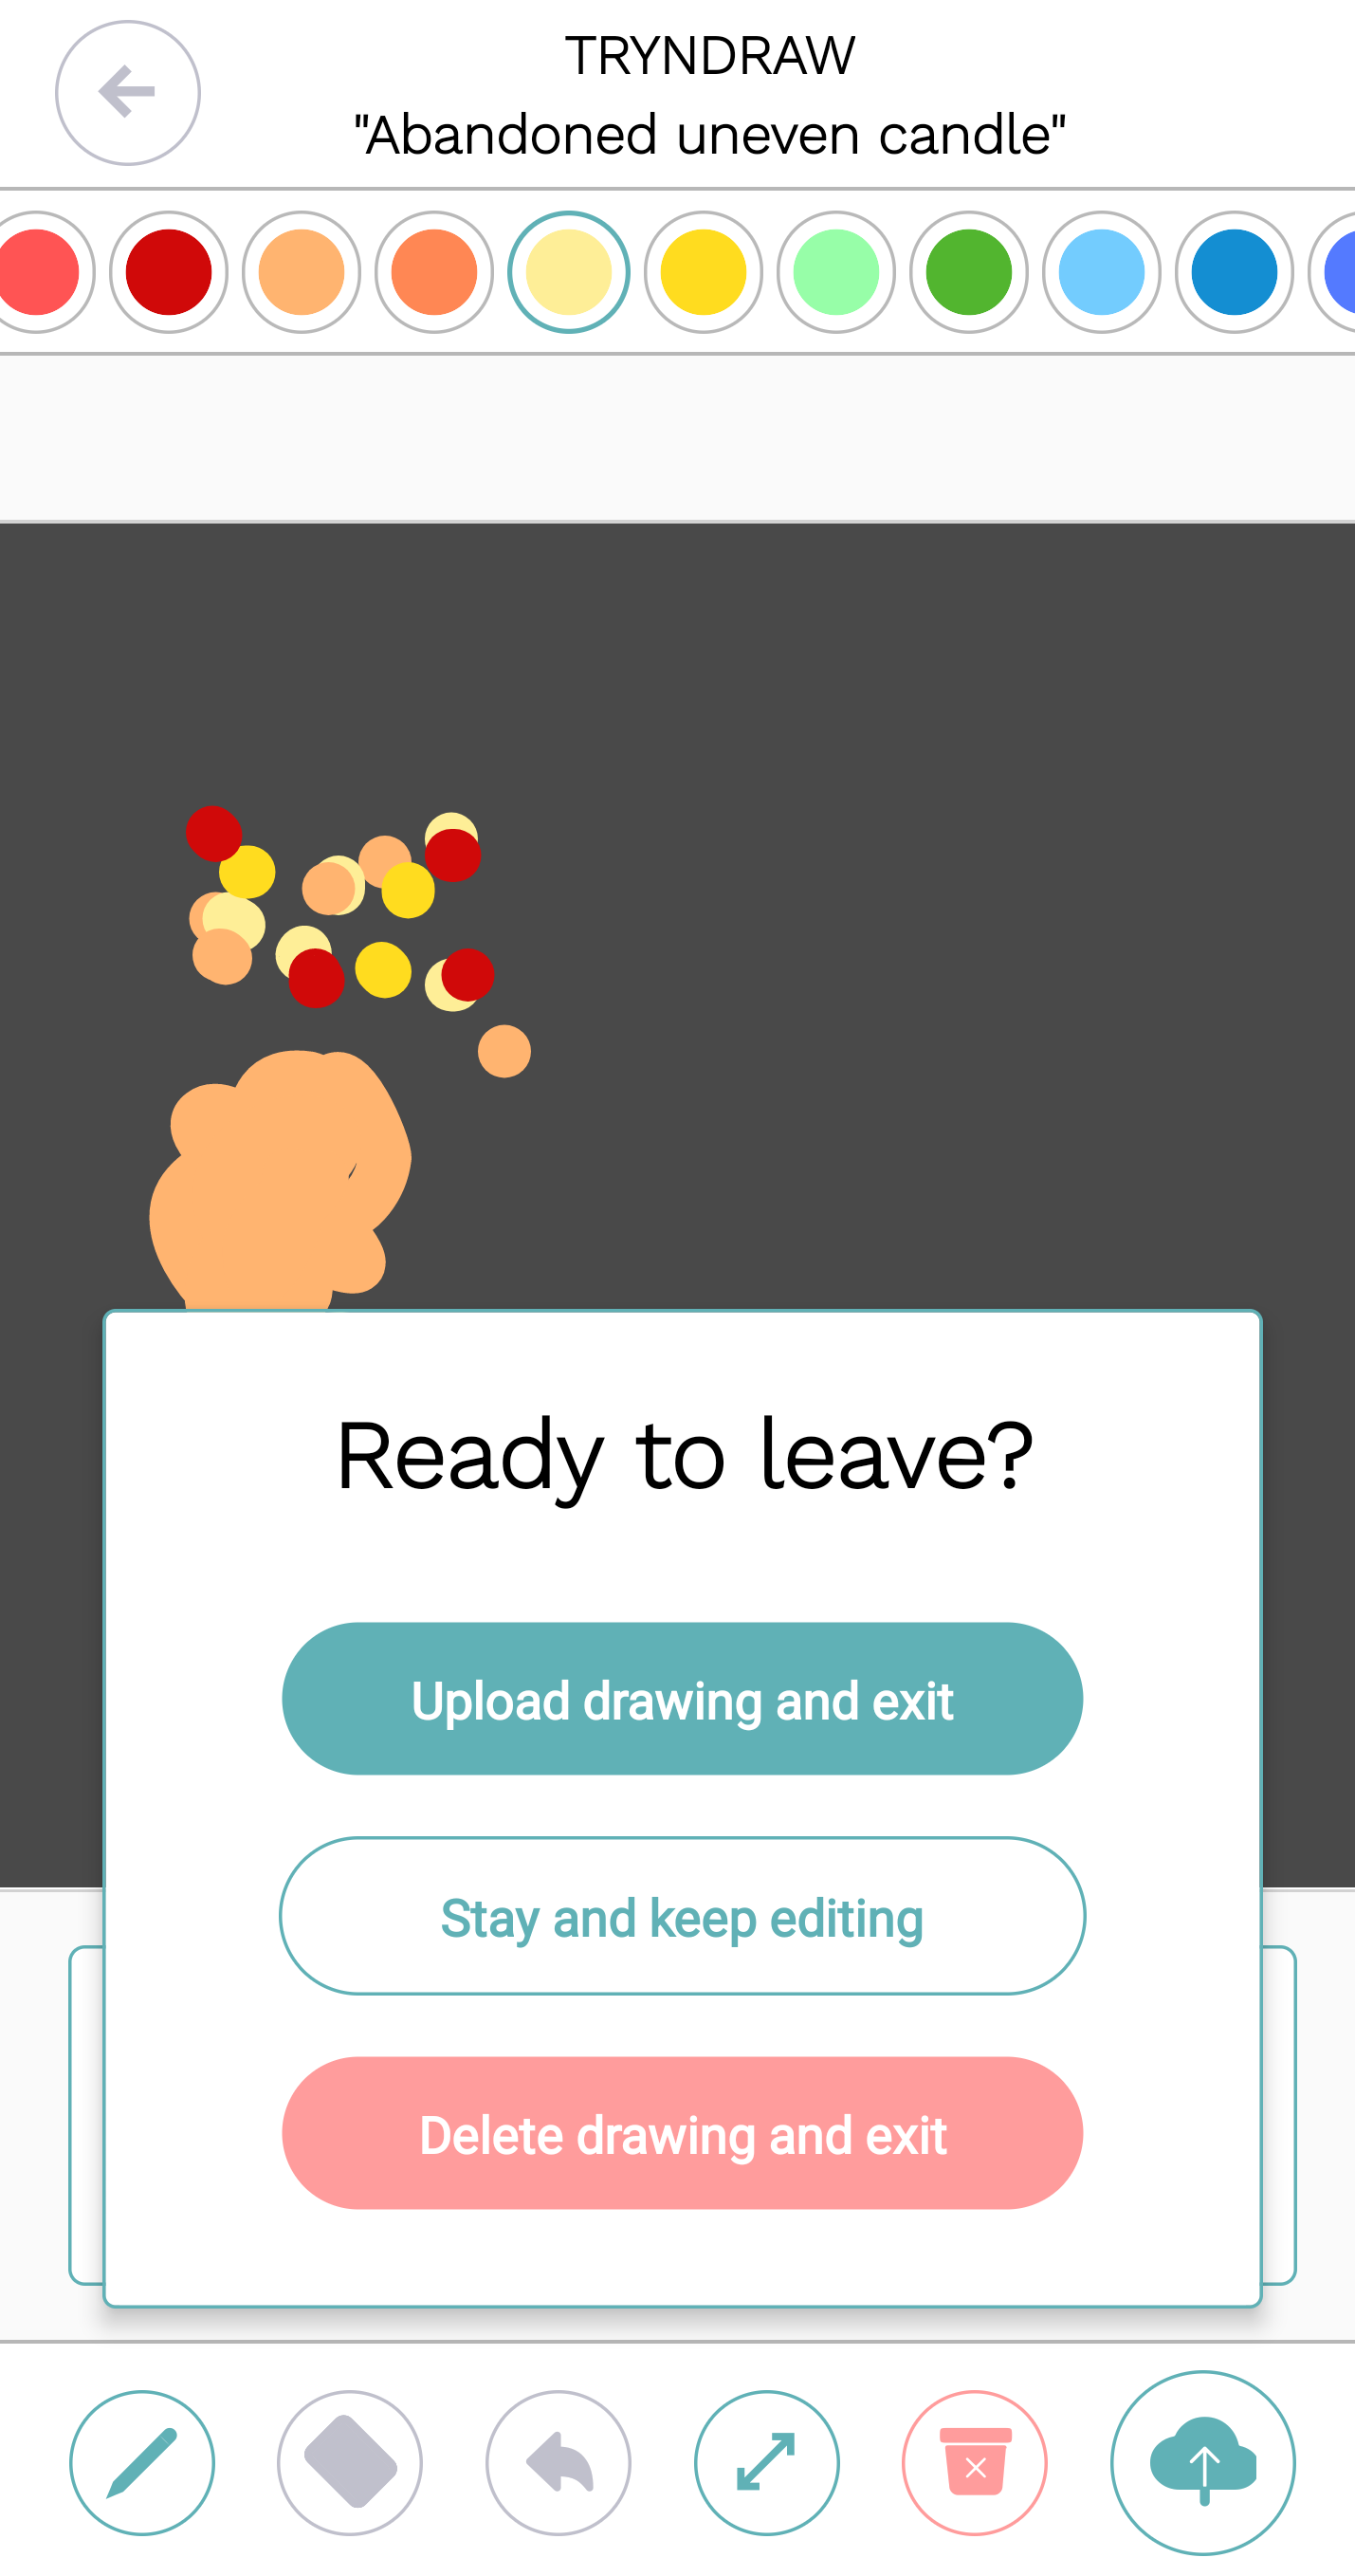 TRYNDRAW
"Abandoned uneven candle"
Ready to leave?
Upload drawing and exit
Stay and keep editing
Delete drawing and exit